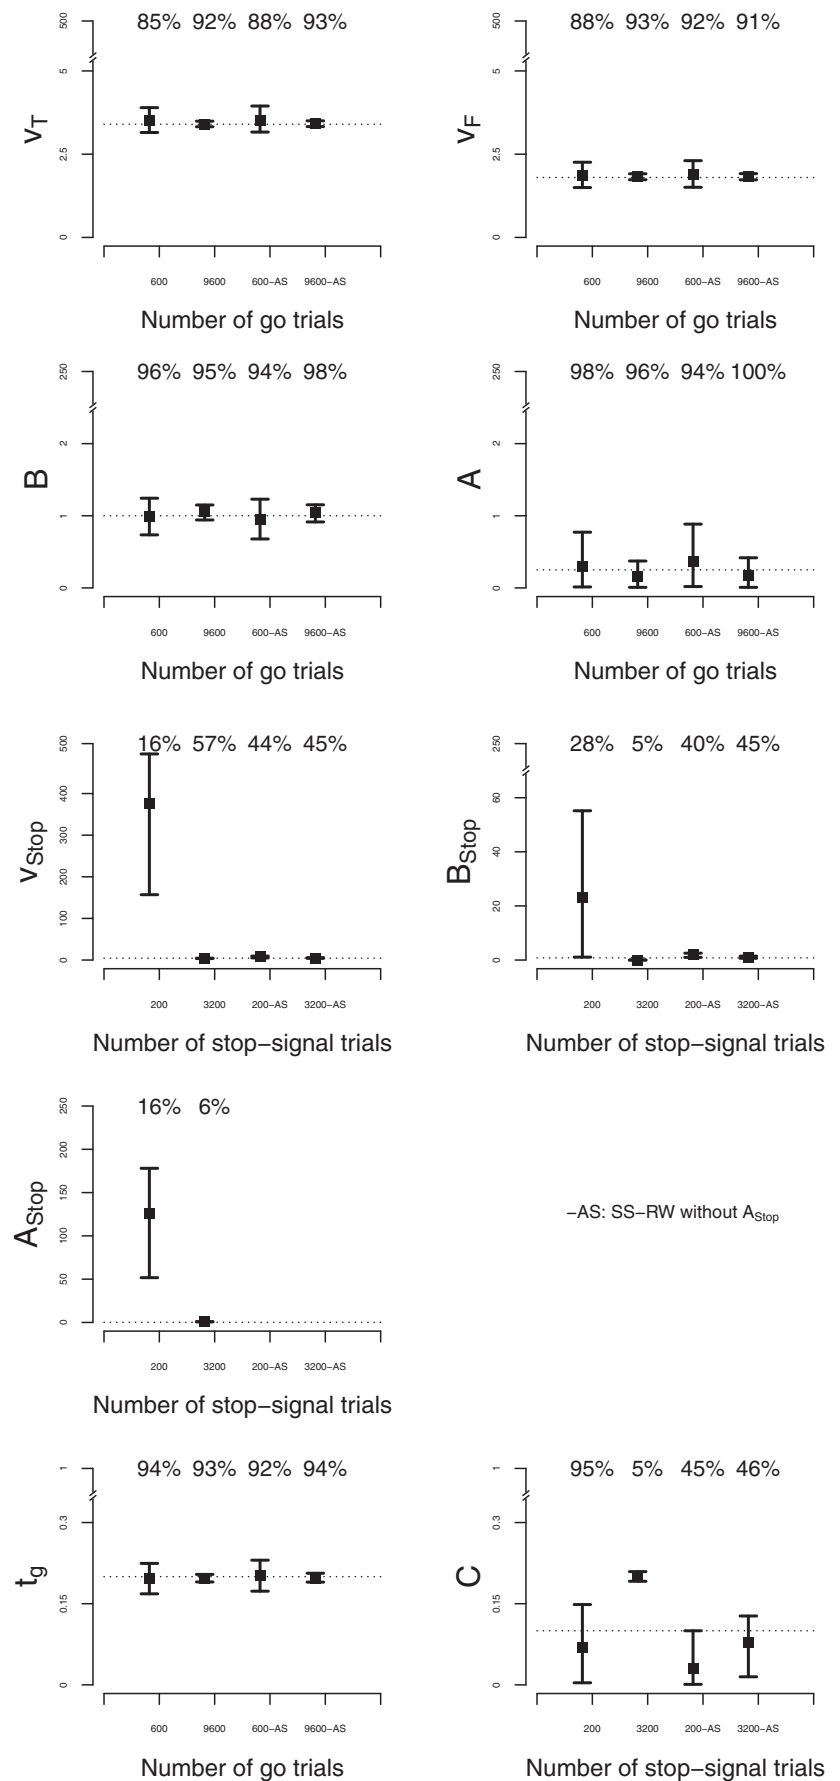 85% 92% 88% 93%
500
5
2.5
0
vT
600 9600 600−AS 9600−AS
Number of go trials
88% 93% 92% 91%
500
5
2.5
0
vF
600 9600 600−AS 9600−AS
Number of go trials
96% 95% 94% 98%
250
2
1
0
B
600 9600 600−AS 9600−AS
Number of go trials
98% 96% 94% 100%
250
2
1
0
A
600 9600 600−AS 9600−AS
Number of go trials
16% 57% 44% 45%
500
400
300
200
100
0
vStop
200 3200 200−AS 3200−AS
Number of stop−signal trials
28% 5% 40% 45%
250
60
40
20
0
BStop
200 3200 200−AS 3200−AS
Number of stop−signal trials
16% 6%
250
200
150
100
50
0
AStop
200 3200 200−AS 3200−AS
Number of stop−signal trials
−AS: SS−RW without AStop
94% 93% 92% 94%
1
0.3
0.15
0
tg
600 9600 600−AS 9600−AS
Number of go trials
95% 5% 45% 46%
1
0.3
0.15
0
C
200 3200 200−AS 3200−AS
Number of stop−signal trials